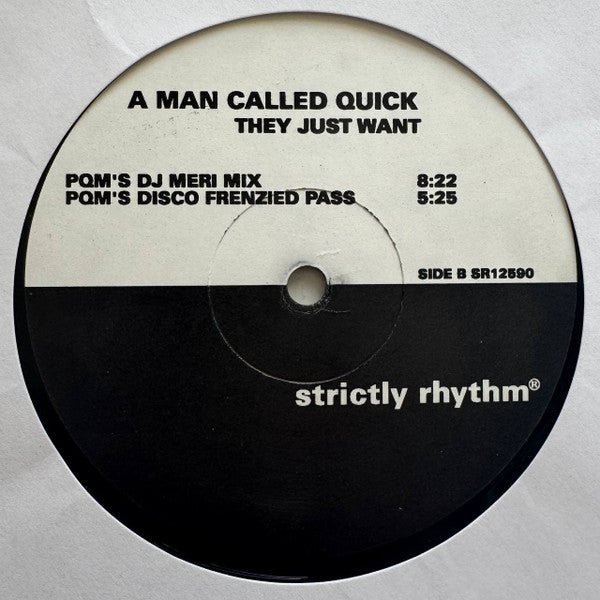 A MAN CALLED QUICK
THEY JUST WANT
PQM'S DJ MERI MIX 8:22
PQM'S DISCO FRENZIED PASS 5:25
SIDE B SR12590
strictly rhythm®